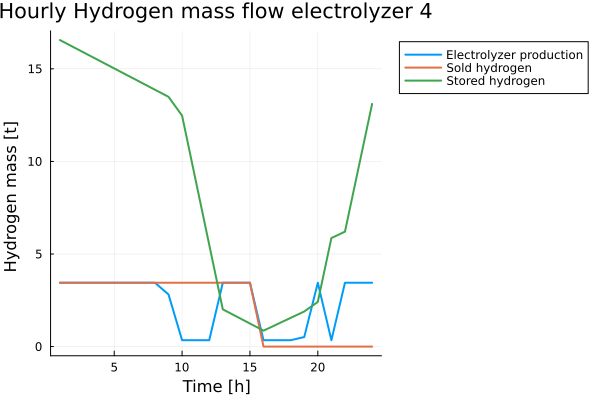 Hourly Hydrogen mass flow electrolyzer 4
Electrolyzer production
Sold hydrogen
Stored hydrogen
Hydrogen mass [t]
15
10
5
0
5 10 15 20
Time [h]